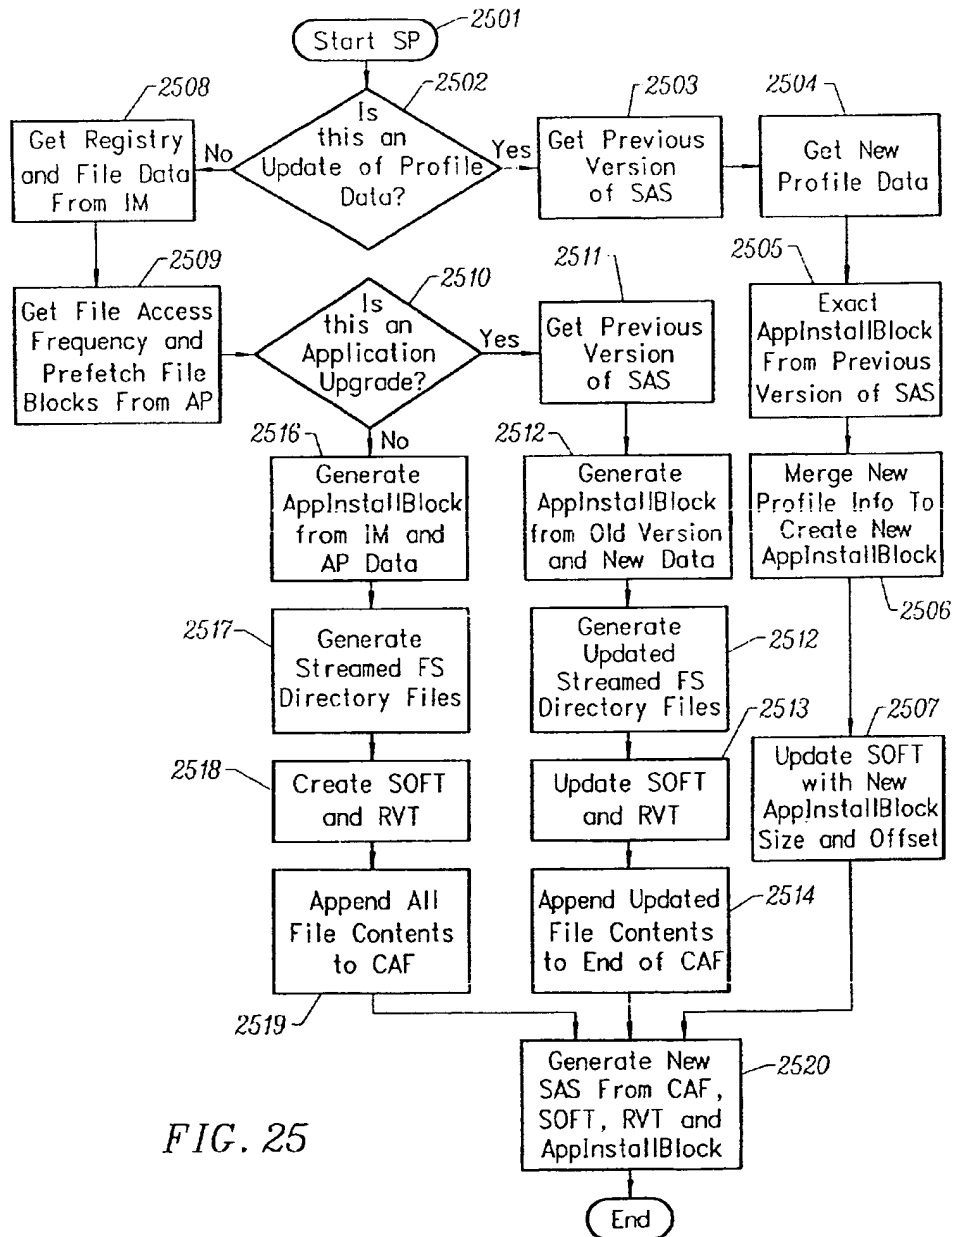 2501
Start SP
2508
2502
2503
2504
Get Registry
and File Data
From IM
No
Is
this an
Update of Profile
Data?
Yes
Get Previous
Version
of SAS
Get New
Profile Data
2509
2510
2511
2505
Get File Access
Frequency and
Prefetch File
Blocks From AP
Is
this an
Application
Upgrade?
Yes
Get Previous
Version
of SAS
Exact
AppInstallBlock
From Previous
Version of SAS
No
2516
Generate
AppInstallBlock
from IM and
AP Data
2512
Generate
AppInstallBlock
from Old Version
and New Data
Merge New
Profile Info To
Create New
AppInstallBlock
2506
2517
Generate
Streamed FS
Directory Files
Generate
Updated
Streamed FS
Directory Files
2512
2518
Create SOFT
and RVT
2513
Update SOFT
and RVT
2507
Update SOFT
with New
AppInstallBlock
Size and Offset
Append All
File Contents
to CAF
2519
Append Updated
File Contents
to End of CAF
2514
Generate New
SAS From CAF,
SOFT, RVT and
AppInstallBlock
2520
FIG. 25
End